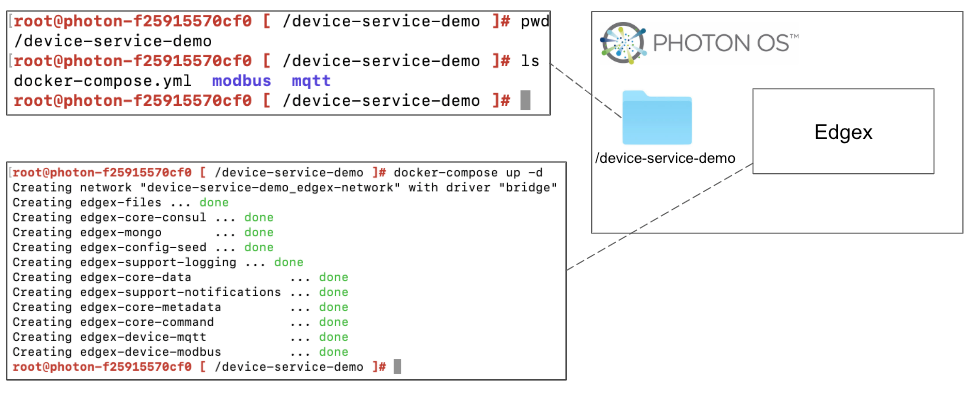 [root@photon-f25915570cf0 [ /device-service-demo ]# pwd
/device-service-demo
[root@photon-f25915570cf0 [ /device-service-demo ]# ls
docker-compose.yml  modbus  mqtt
root@photon-f25915570cf0 [ /device-service-demo ]#
PHOTON OS™
/device-service-demo
Edgex
[root@photon-f25915570cf0 [ /device-service-demo ]# docker-compose up -d
Creating network "device-service-demo_edgex-network" with driver "bridge"
Creating edgex-files ... done
Creating edgex-core-consul ... done
Creating edgex-mongo       ... done
Creating edgex-config-seed ... done
Creating edgex-support-logging ... done
Creating edgex-core-data             ... done
Creating edgex-support-notifications ... done
Creating edgex-core-metadata         ... done
Creating edgex-core-command          ... done
Creating edgex-device-mqtt           ... done
Creating edgex-device-modbus         ... done
root@photon-f25915570cf0 [ /device-service-demo ]#